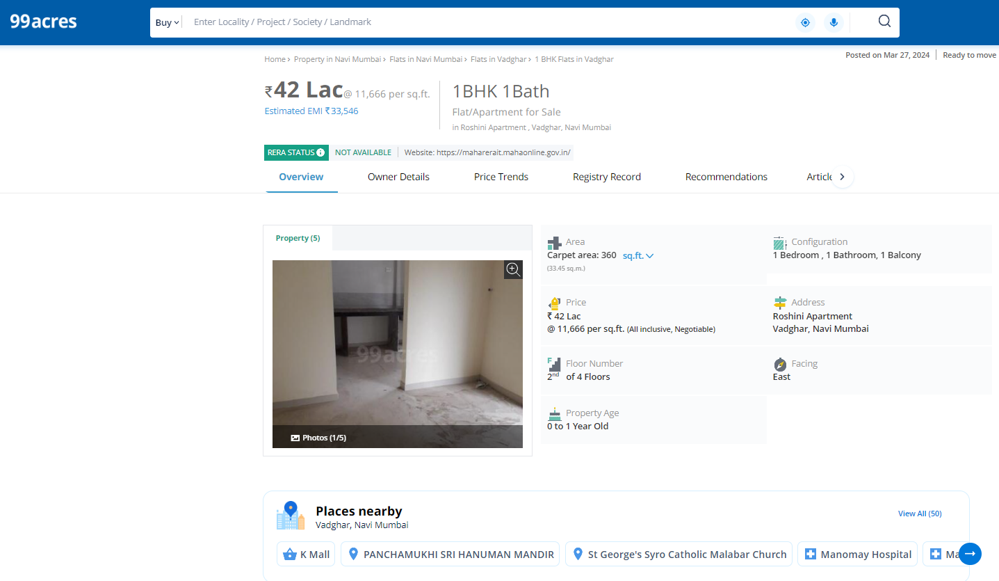 99acres
Buy
Enter Locality / Project / Society / Landmark
Home › Property in Navi Mumbai › Flats in Navi Mumbai › Flats in Vadghar › 1 BHK Flats in Vadghar
Posted on Mar 27, 2024 | Ready to move
₹42 Lac @ 11,666 per sq.ft.
Estimated EMI ₹33,546
1BHK 1Bath
Flat/Apartment for Sale
in Roshini Apartment , Vadghar, Navi Mumbai
RERA STATUS i NOT AVAILABLE | Website: https://maharerait.mahaonline.gov.in/
Overview Owner Details Price Trends Registry Record Recommendations Article
Property (5)
99acres
Photos (1/5)
Area
Carpet area: 360 sq.ft.
(33.45 sq.m.)
Configuration
1 Bedroom , 1 Bathroom, 1 Balcony
Price
₹ 42 Lac
@ 11,666 per sq.ft. (All inclusive, Negotiable)
Address
Roshini Apartment
Vadghar, Navi Mumbai
F Floor Number
2nd of 4 Floors
Facing
East
Property Age
0 to 1 Year Old
Places nearby
Vadghar, Navi Mumbai
View All (50)
K Mall
PANCHAMUKHI SRI HANUMAN MANDIR
St George's Syro Catholic Malabar Church
Manomay Hospital